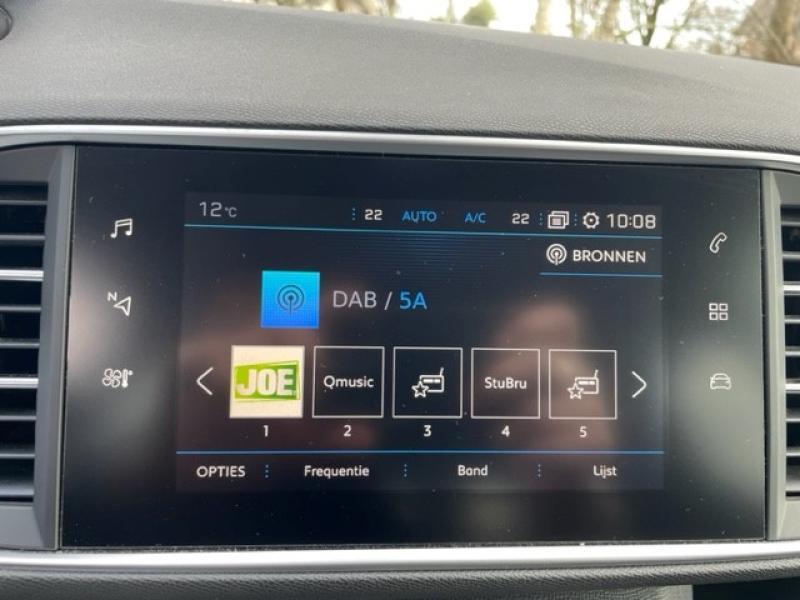 12°C 22 AUTO A/C 22 10:08
BRONNEN
N
DAB / 5A
JOE Qmusic StuBru
1 2 3 4 5
OPTIES Frequentie Band Lijst